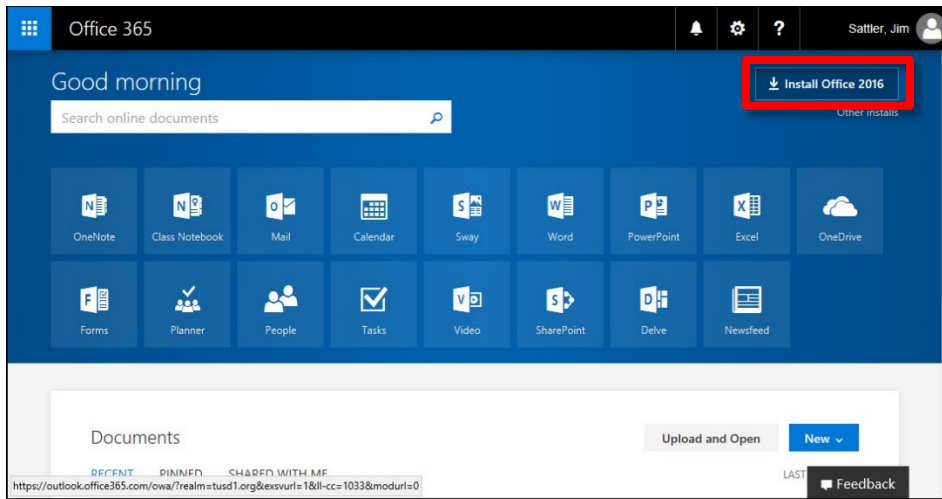 Office 365
?
Sattler, Jim
Good morning
Install Office 2016
Search online documents
Other installs
N
OneNote
N
Class Notebook
O
Mail
Calendar
S
Sway
W
Word
P
PowerPoint
X
Excel
OneDrive
F
Forms
Planner
People
Tasks
V
Video
S
SharePoint
D
Delve
Newsfeed
Documents
Upload and Open
New
RECENT PINNED SHARED WITH ME
LAST
https://outlook.office365.com/owa/?realm=tusd1.org&exsvurl=1&ll-cc=1033&modurl=0
Feedback